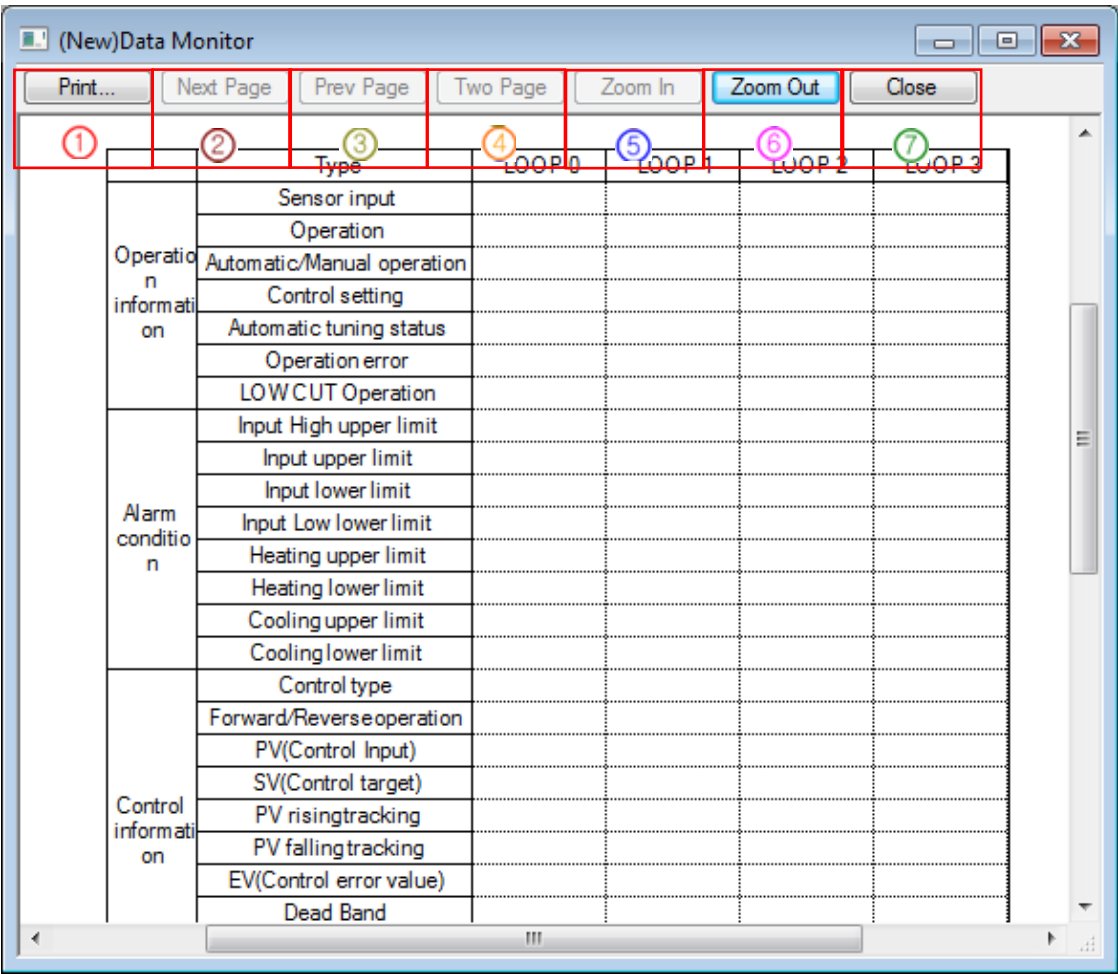 (New)Data Monitor
Print... Next Page Prev Page Two Page Zoom In Zoom Out Close
1 2 3 4 5 6 7
Type LOOP 0 LOOP 1 LOOP 2 LOOP 3
Operatio
n
informati
on
Sensor input
Operation
Automatic/Manual operation
Control setting
Automatic tuning status
Operation error
LOW CUT Operation
Alarm
conditio
n
Input High upper limit
Input upper limit
Input lower limit
Input Low lower limit
Heating upper limit
Heating lower limit
Cooling upper limit
Cooling lower limit
Control
informati
on
Control type
Forward/Reverse operation
PV(Control Input)
SV(Control target)
PV rising tracking
PV falling tracking
EV(Control error value)
Dead Band